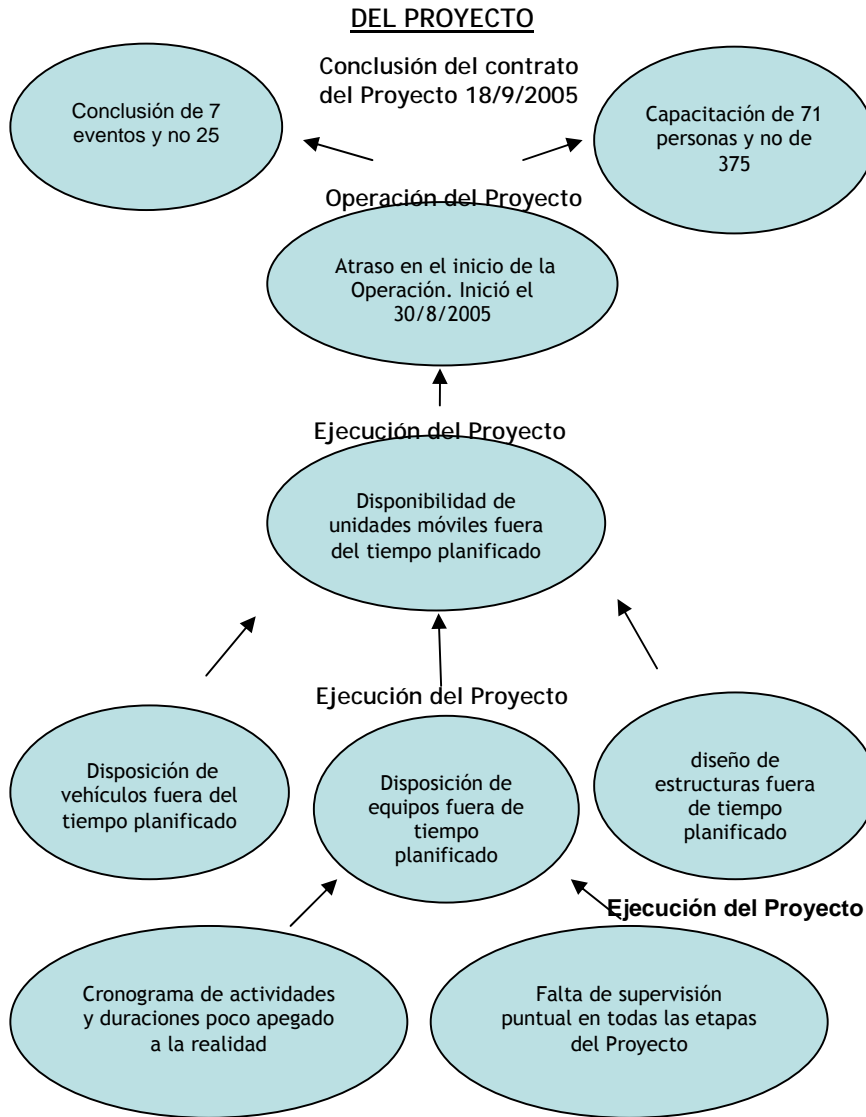 DEL PROYECTO
Conclusión del contrato
del Proyecto 18/9/2005
Conclusión de 7
eventos y no 25
Capacitación de 71
personas y no de
375
Operación del Proyecto
Atraso en el inicio de la
Operación. Inició el
30/8/2005
Ejecución del Proyecto
Disponibilidad de
unidades móviles fuera
del tiempo planificado
Ejecución del Proyecto
Disposición de
vehículos fuera del
tiempo planificado
Disposición de
equipos fuera de
tiempo
planificado
diseño de
estructuras fuera
de tiempo
planificado
Ejecución del Proyecto
Cronograma de actividades
y duraciones poco apegado
a la realidad
Falta de supervisión
puntual en todas las etapas
del Proyecto